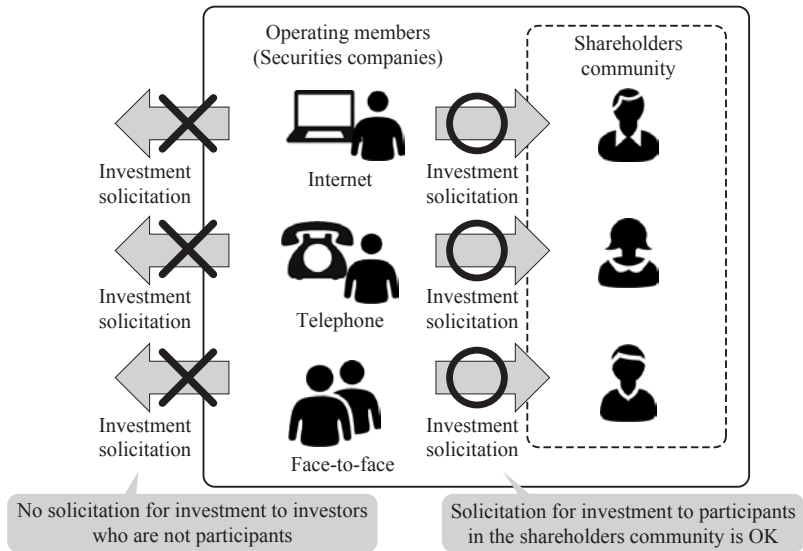 Operating members
(Securities companies)
Shareholders
community
Investment
solicitation
Internet
Investment
solicitation
Investment
solicitation
Telephone
Investment
solicitation
Investment
solicitation
Face-to-face
Investment
solicitation
No solicitation for investment to investors
who are not participants
Solicitation for investment to participants
in the shareholders community is OK